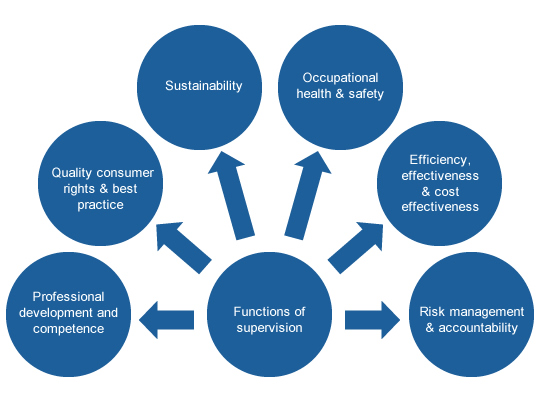 Sustainability
Occupational
health & safety
Quality consumer
rights & best
practice
Efficiency,
effectiveness
& cost
effectiveness
Professional
development and
competence
Functions of
supervision
Risk management
& accountability